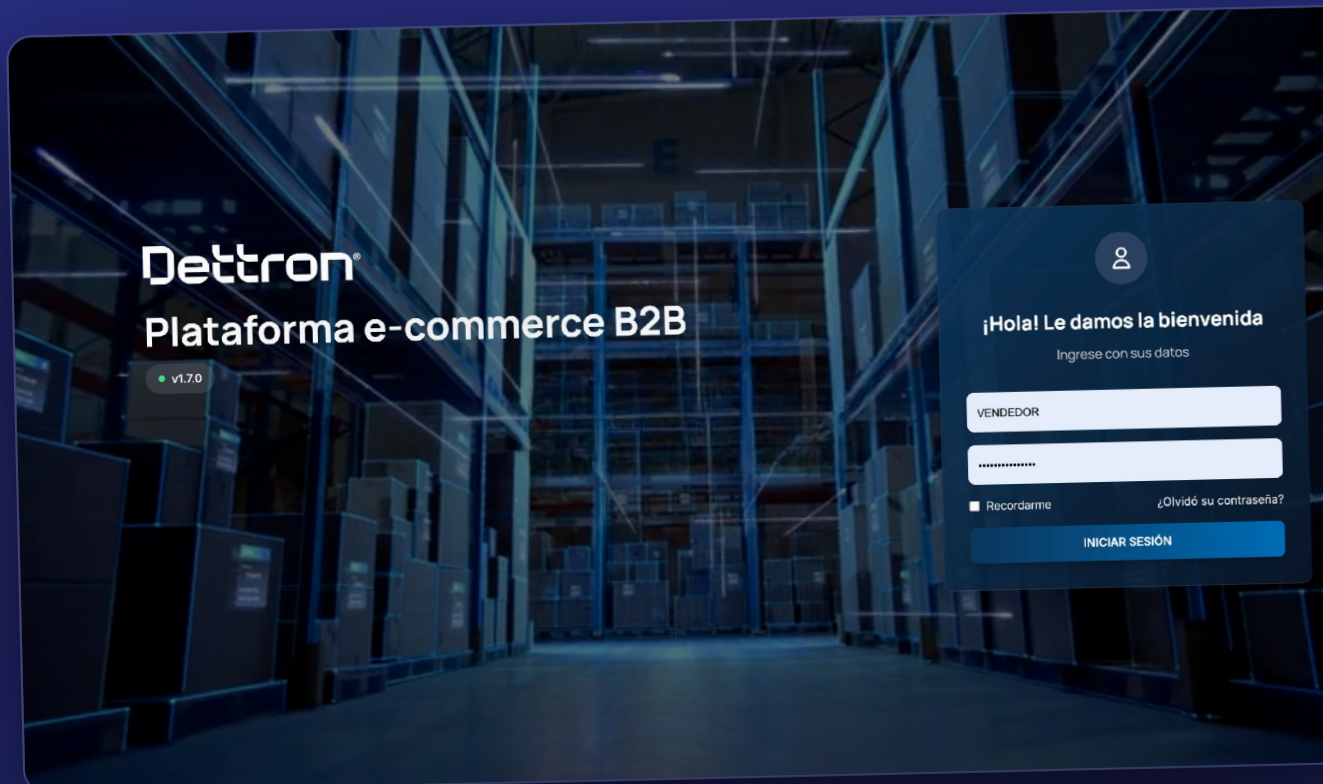 Dettron®
Plataforma e-commerce B2B
v1.7.0
¡Hola! Le damos la bienvenida
Ingrese con sus datos
VENDEDOR
•••••••••••••••
Recordarme
¿Olvidó su contraseña?
INICIAR SESIÓN
E